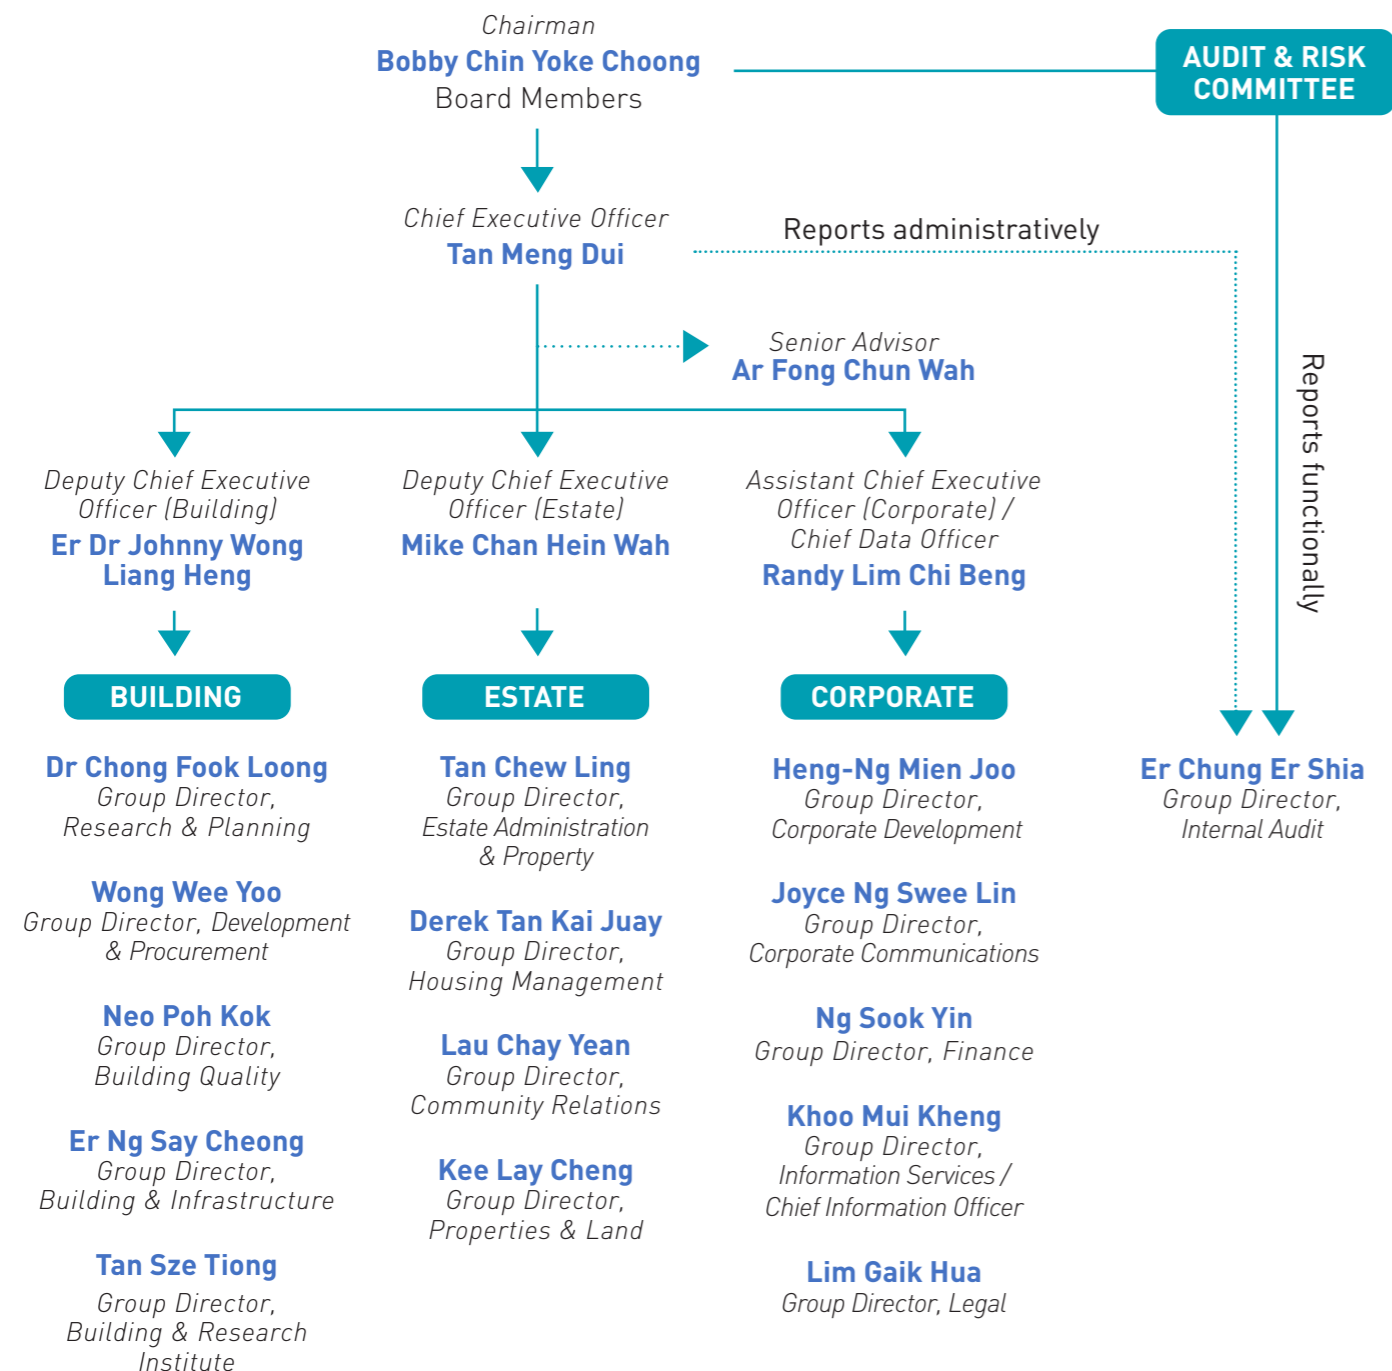 Chairman
Bobby Chin Yoke Choong
Board Members
AUDIT & RISK
COMMITTEE
Chief Executive Officer
Tan Meng Dui
Reports administratively
Senior Advisor
Ar Fong Chun Wah
Reports functionally
Deputy Chief Executive
Officer (Building)
Er Dr Johnny Wong
Liang Heng
Deputy Chief Executive
Officer (Estate)
Mike Chan Hein Wah
Assistant Chief Executive
Officer (Corporate) /
Chief Data Officer
Randy Lim Chi Beng
BUILDING
Dr Chong Fook Loong
Group Director,
Research & Planning
Wong Wee Yoo
Group Director, Development
& Procurement
Neo Poh Kok
Group Director,
Building Quality
Er Ng Say Cheong
Group Director,
Building & Infrastructure
Tan Sze Tiong
Group Director,
Building & Research
Institute
ESTATE
Tan Chew Ling
Group Director,
Estate Administration
& Property
Derek Tan Kai Juay
Group Director,
Housing Management
Lau Chay Yean
Group Director,
Community Relations
Kee Lay Cheng
Group Director,
Properties & Land
CORPORATE
Heng-Ng Mien Joo
Group Director,
Corporate Development
Joyce Ng Swee Lin
Group Director,
Corporate Communications
Ng Sook Yin
Group Director, Finance
Khoo Mui Kheng
Group Director,
Information Services /
Chief Information Officer
Lim Gaik Hua
Group Director, Legal
Er Chung Er Shia
Group Director,
Internal Audit